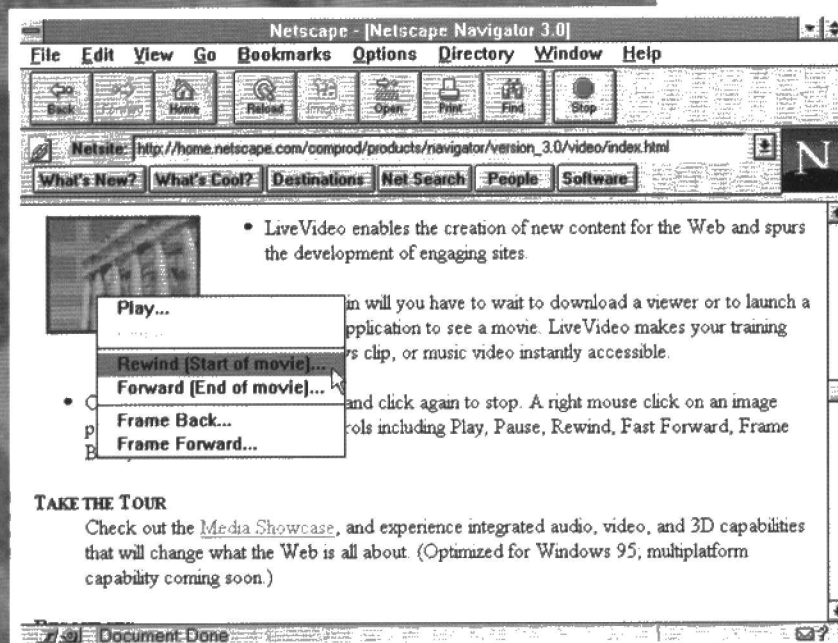 Netscape - [Netscape Navigator 3.0]
File Edit View Go Bookmarks Options Directory Window Help
Back Home Reload Open Print Find Stop
Netsite: http://home.netscape.com/comprod/products/navigator/version_3.0/video/index.html
N
What's New? What's Cool? Destinations Net Search People Software
• LiveVideo enables the creation of new content for the Web and spurs
the development of engaging sites.
Play...
in will you have to wait to download a viewer or to launch a
pplication to see a movie. LiveVideo makes your training
Rewind (Start of movie)...
s clip, or music video instantly accessible.
Forward (End of movie)...
• C and click again to stop. A right mouse click on an image
Frame Back...
p rols including Play, Pause, Rewind, Fast Forward, Frame
Frame Forward...
B
TAKE THE TOUR
Check out the Media Showcase, and experience integrated audio, video, and 3D capabilities
that will change what the Web is all about. (Optimized for Windows 95; multiplatform
capability coming soon.)
Document Done